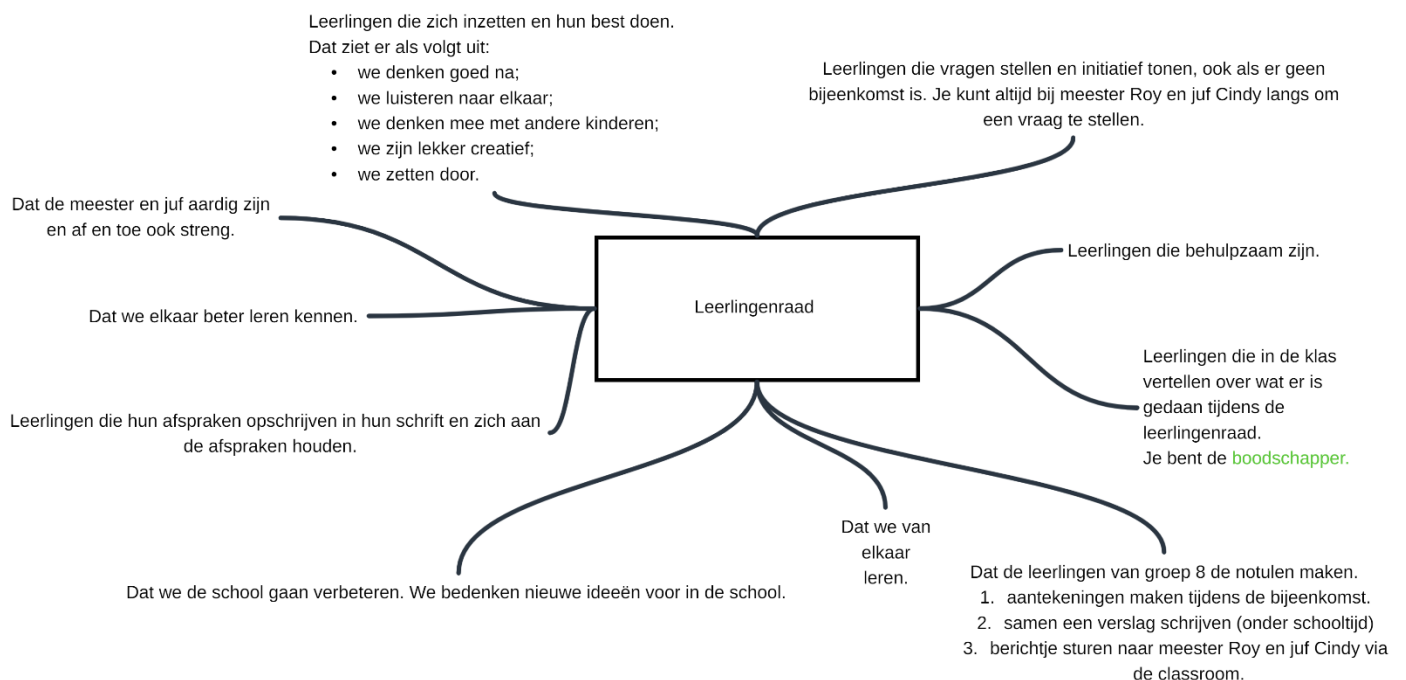 Leerlingen die zich inzetten en hun best doen.
Dat ziet er als volgt uit:
• we denken goed na;
• we luisteren naar elkaar;
• we denken mee met andere kinderen;
• we zijn lekker creatief;
• we zetten door.
Leerlingen die vragen stellen en initiatief tonen, ook als er geen
bijeenkomst is. Je kunt altijd bij meester Roy en juf Cindy langs om
een vraag te stellen.
Dat de meester en juf aardig zijn
en af en toe ook streng.
Leerlingen die behulpzaam zijn.
Leerlingenraad
Dat we elkaar beter leren kennen.
Leerlingen die in de klas
vertellen over wat er is
gedaan tijdens de
leerlingenraad.
Je bent de boodschapper.
Leerlingen die hun afspraken opschrijven in hun schrift en zich aan
de afspraken houden.
Dat we van
elkaar
leren.
Dat we de school gaan verbeteren. We bedenken nieuwe ideeën voor in de school.
Dat de leerlingen van groep 8 de notulen maken.
1. aantekeningen maken tijdens de bijeenkomst.
2. samen een verslag schrijven (onder schooltijd)
3. berichtje sturen naar meester Roy en juf Cindy via
de classroom.